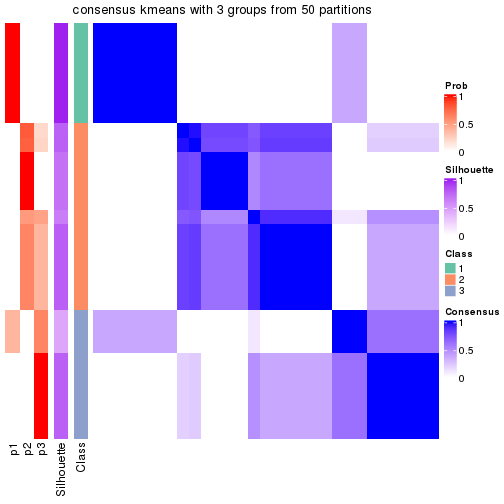 consensus kmeans with 3 groups from 50 partitions
Prob
1
0.5
0
Silhouette
1
0.5
0
Class
1
2
3
Consensus
1
0.5
0
p1
p2
p3
Silhouette
Class